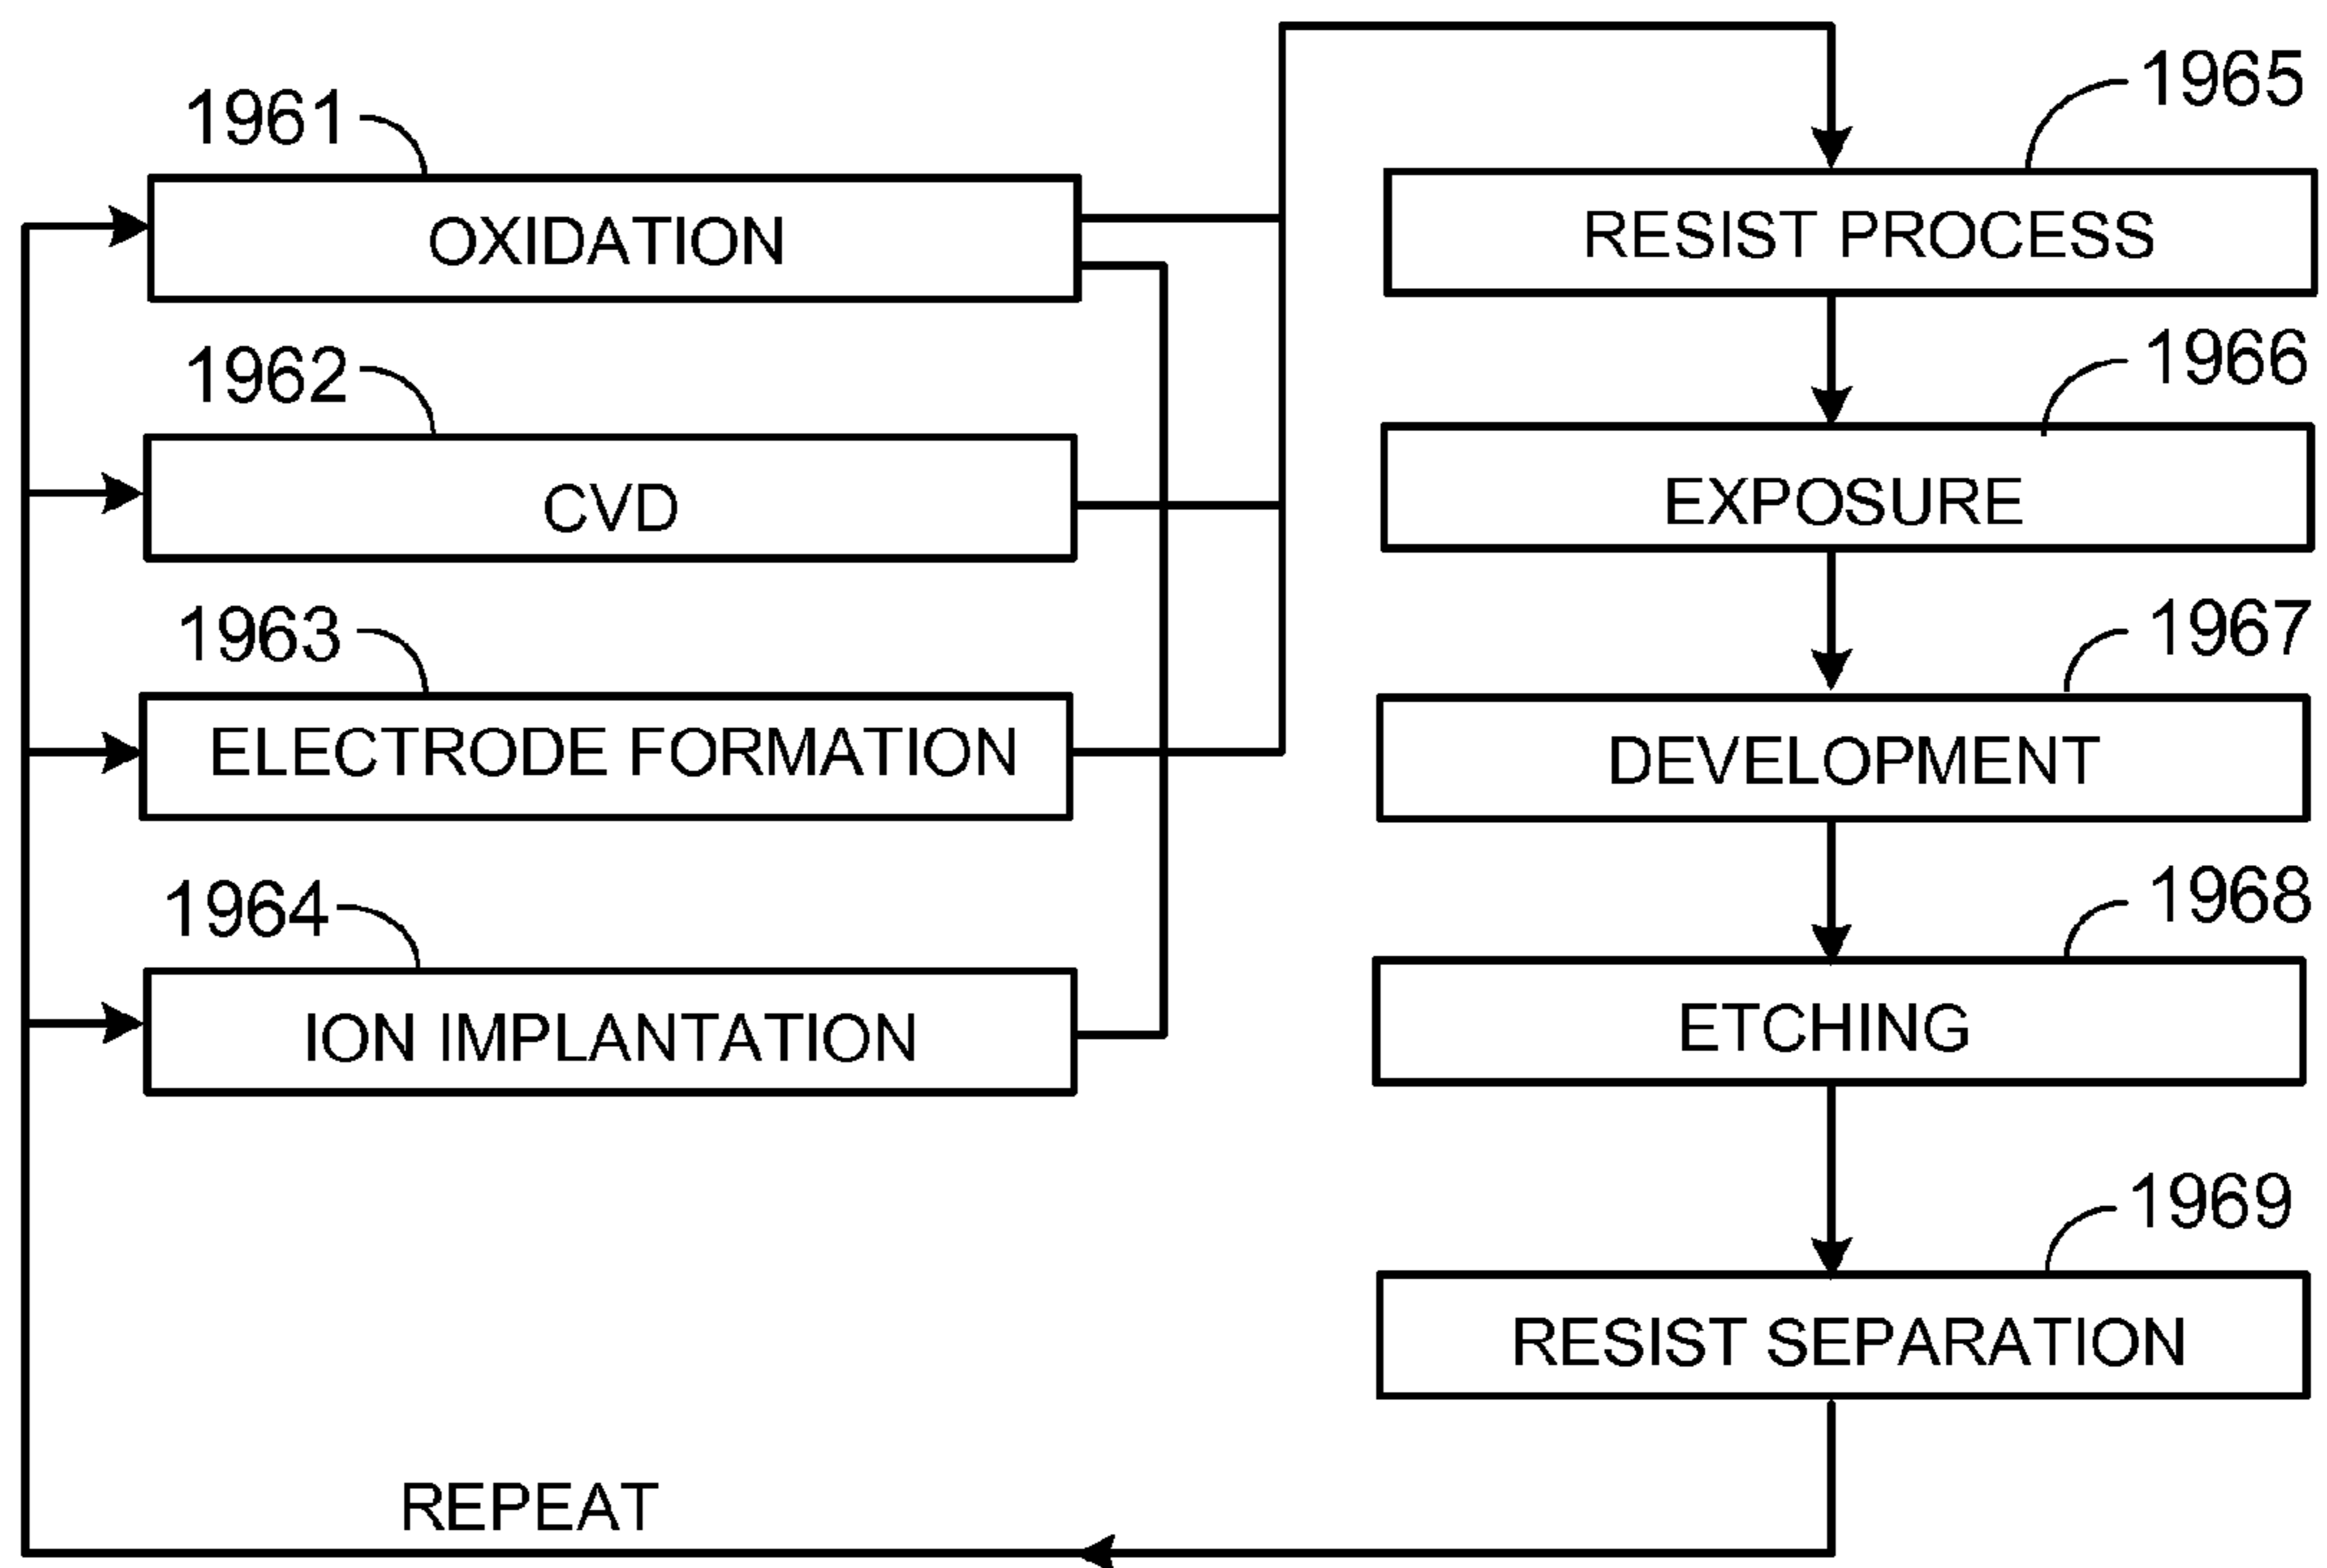 1961
OXIDATION
1962
CVD
1963
ELECTRODE FORMATION
1964
ION IMPLANTATION
1965
RESIST PROCESS
1966
EXPOSURE
1967
DEVELOPMENT
1968
ETCHING
1969
RESIST SEPARATION
REPEAT